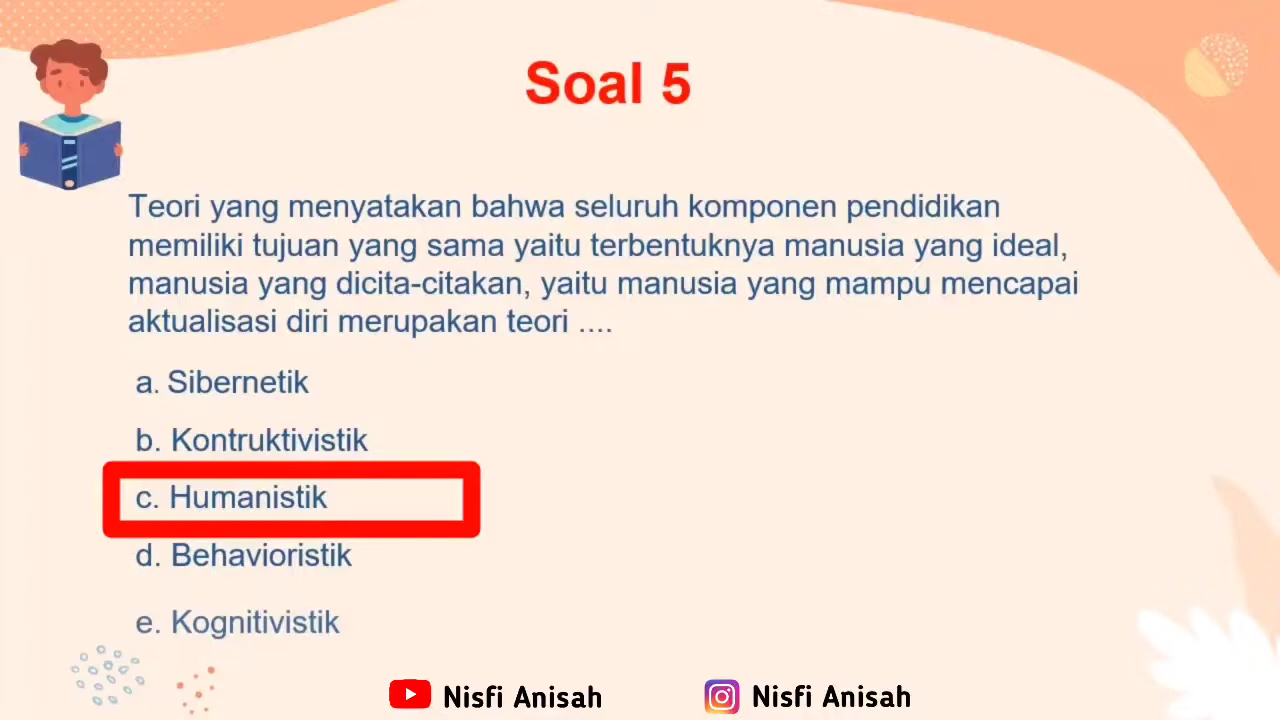 Soal 5
Teori yang menyatakan bahwa seluruh komponen pendidikan
memiliki tujuan yang sama yaitu terbentuknya manusia yang ideal,
manusia yang dicita-citakan, yaitu manusia yang mampu mencapai
aktualisasi diri merupakan teori ....
a. Sibernetik
b. Kontruktivistik
c. Humanistik
d. Behavioristik
e. Kognitivistik
Nisfi Anisah
Nisfi Anisah